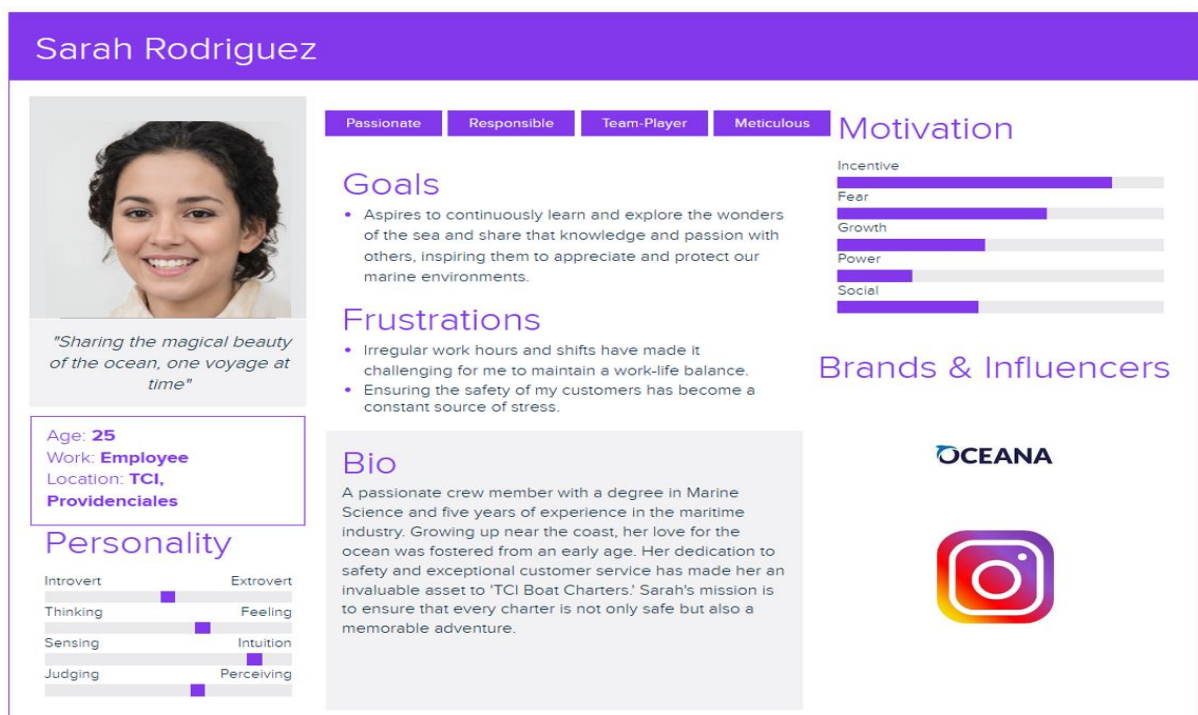 Sarah Rodriguez
"Sharing the magical beauty
of the ocean, one voyage at
time"
Age: 25
Work: Employee
Location: TCI,
Providenciales
Personality
Introvert Extrovert
Thinking Feeling
Sensing Intuition
Judging Perceiving
Passionate Responsible Team-Player Meticulous
Goals
• Aspires to continuously learn and explore the wonders
of the sea and share that knowledge and passion with
others, inspiring them to appreciate and protect our
marine environments.
Frustrations
• Irregular work hours and shifts have made it
challenging for me to maintain a work-life balance.
• Ensuring the safety of my customers has become a
constant source of stress.
Bio
A passionate crew member with a degree in Marine
Science and five years of experience in the maritime
industry. Growing up near the coast, her love for the
ocean was fostered from an early age. Her dedication to
safety and exceptional customer service has made her an
invaluable asset to 'TCI Boat Charters.' Sarah's mission is
to ensure that every charter is not only safe but also a
memorable adventure.
Motivation
Incentive
Fear
Growth
Power
Social
Brands & Influencers
OCEANA